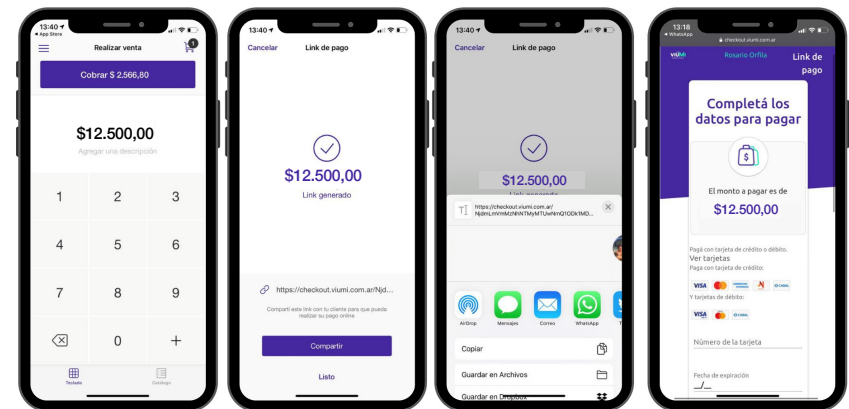 13:40
App Store
Realizar venta
1
Cobrar $ 2.566,80
$12.500,00
Agregar una descripción
1 2 3
4 5 6
7 8 9
0 +
Teclado Catálogo
13:40
Cancelar Link de pago
$12.500,00
Link generado
https://checkout.viumi.com.ar/Njd...
Compartí este link con tu cliente para que pueda
realizar su pago online
Compartir
Listo
13:40
Cancelar Link de pago
$12.500,00
Link generado
https://checkout.viumi.com.ar/
AirDrop Mensajes Correo WhatsApp T
Copiar
Guardar en Archivos
Guardar en Dropbox
13:18
WhatsApp
checkout.viumi.com.ar
viüMi Rosario Orfila Link de
pago
Completá los
datos para pagar
$
El monto a pagar es de
$12.500,00
Pagá con tarjeta de crédito o débito.
Ver tarjetas
Paga con tarjeta de crédito:
VISA CABAL
Y tarjetas de débito:
VISA CABAL
Número de la tarjeta
Fecha de expiración
_/_